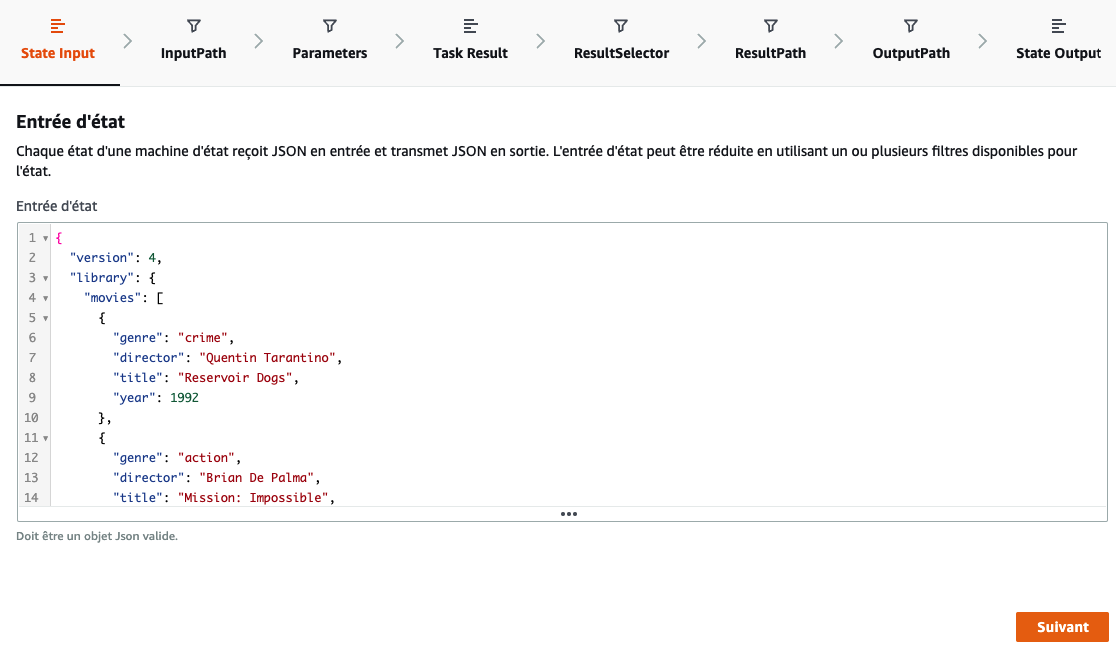 State Input
InputPath
Parameters
Task Result
ResultSelector
ResultPath
OutputPath
State Output
Entrée d'état
Chaque état d'une machine d'état reçoit JSON en entrée et transmet JSON en sortie. L'entrée d'état peut être réduite en utilisant un ou plusieurs filtres disponibles pour
l'état.
Entrée d'état
1 {
2 "version": 4,
3 "library": {
4 "movies": [
5 {
6 "genre": "crime",
7 "director": "Quentin Tarantino",
8 "title": "Reservoir Dogs",
9 "year": 1992
10 },
11 {
12 "genre": "action",
13 "director": "Brian De Palma",
14 "title": "Mission: Impossible",
Doit être un objet Json valide.
Suivant